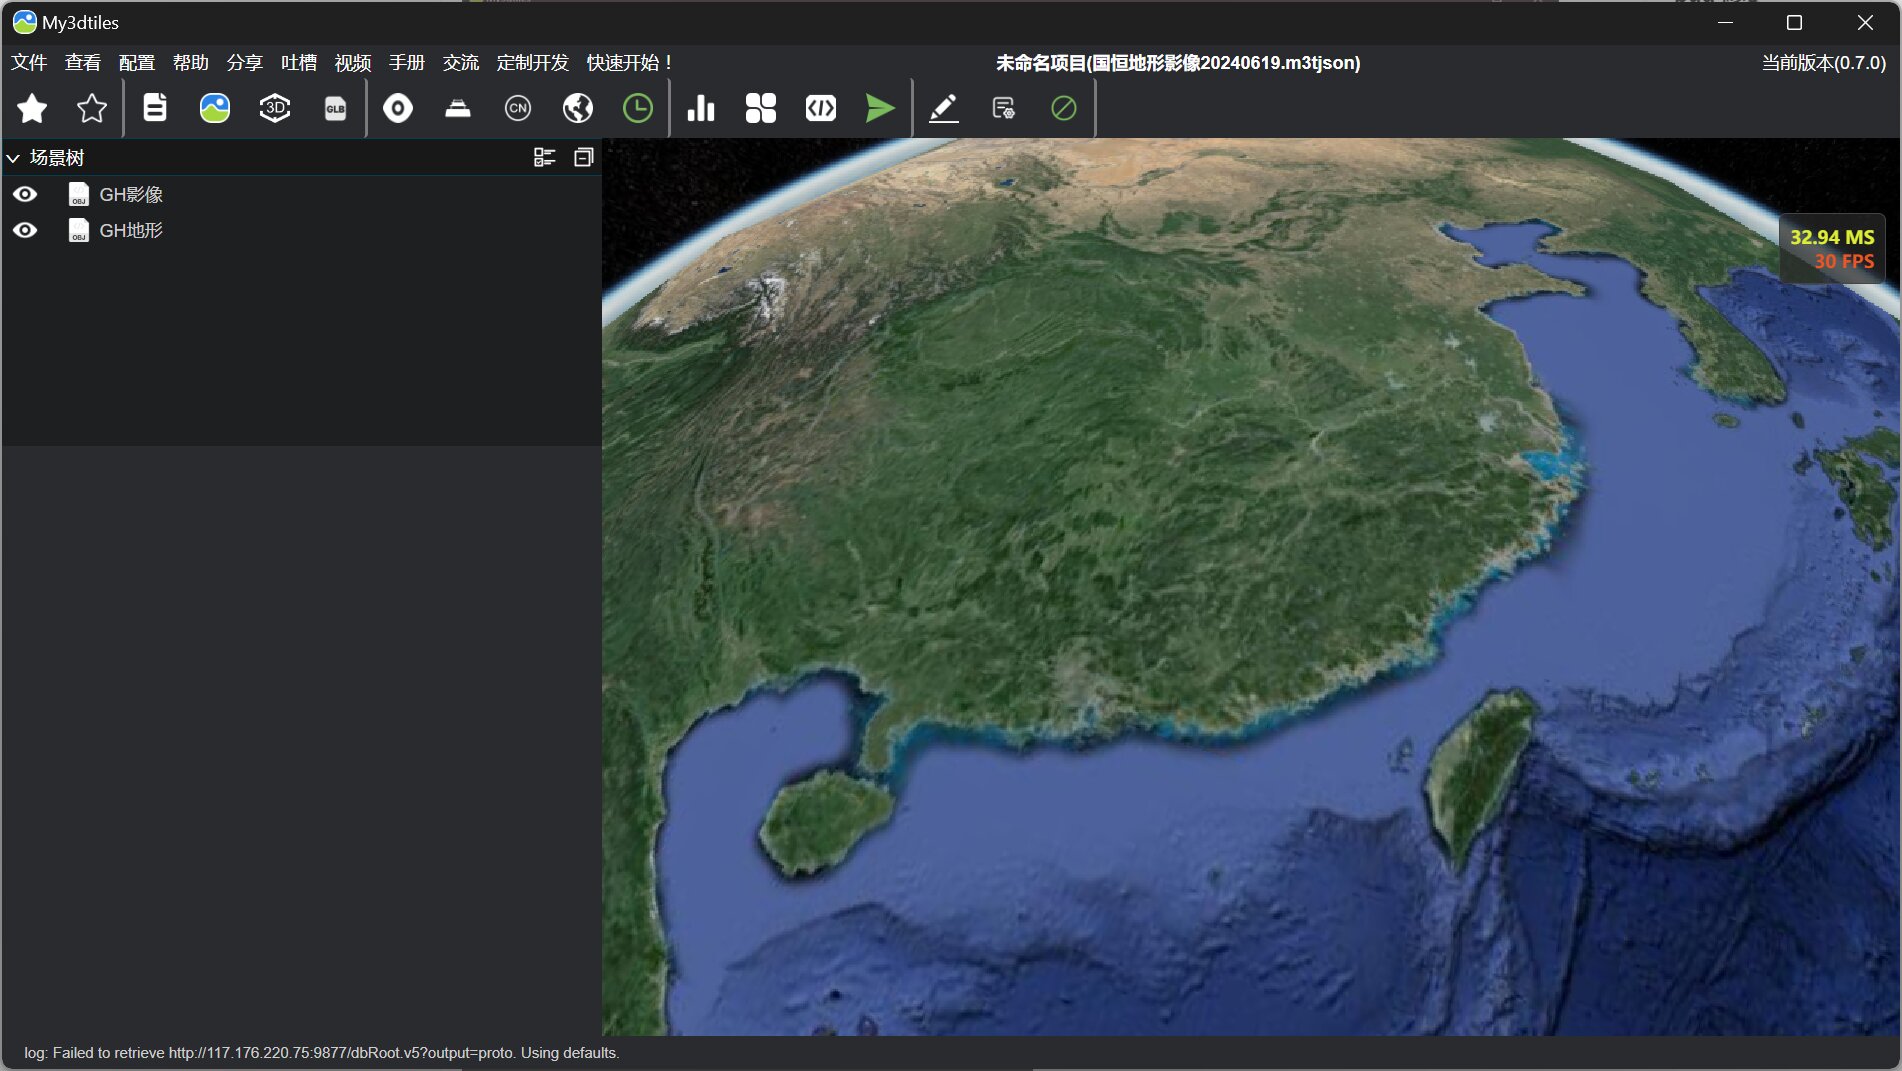 My3dtiles
文件 查看 配置 帮助 分享 吐槽 视频 手册 交流 定制开发 快速开始！ 未命名项目(国恒地形影像20240619.m3tjson) 当前版本(0.7.0)
3D GLB CN
场景树
OBJ GH影像
OBJ GH地形
32.94 MS
30 FPS
log: Failed to retrieve http://117.176.220.75:9877/dbRoot.v5?output=proto. Using defaults.